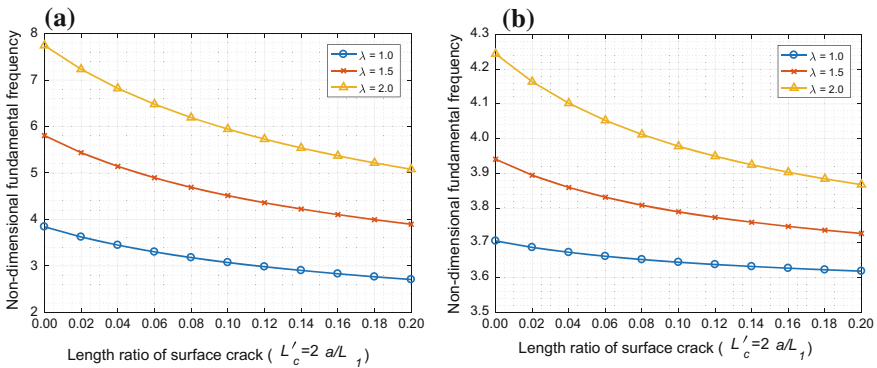 (a)
Non-dimensional fundamental frequency
8
7
6
5
4
3
2
0.00 0.02 0.04 0.06 0.08 0.10 0.12 0.14 0.16 0.18 0.20
Length ratio of surface crack ( L'c=2 a/L1)
λ = 1.0
λ = 1.5
λ = 2.0
(b)
Non-dimensional fundamental frequency
4.3
4.2
4.1
4.0
3.9
3.8
3.7
3.6
3.5
0.00 0.02 0.04 0.06 0.08 0.10 0.12 0.14 0.16 0.18 0.20
Length ratio of surface crack ( L'c=2 a/L1)
λ = 1.0
λ = 1.5
λ = 2.0